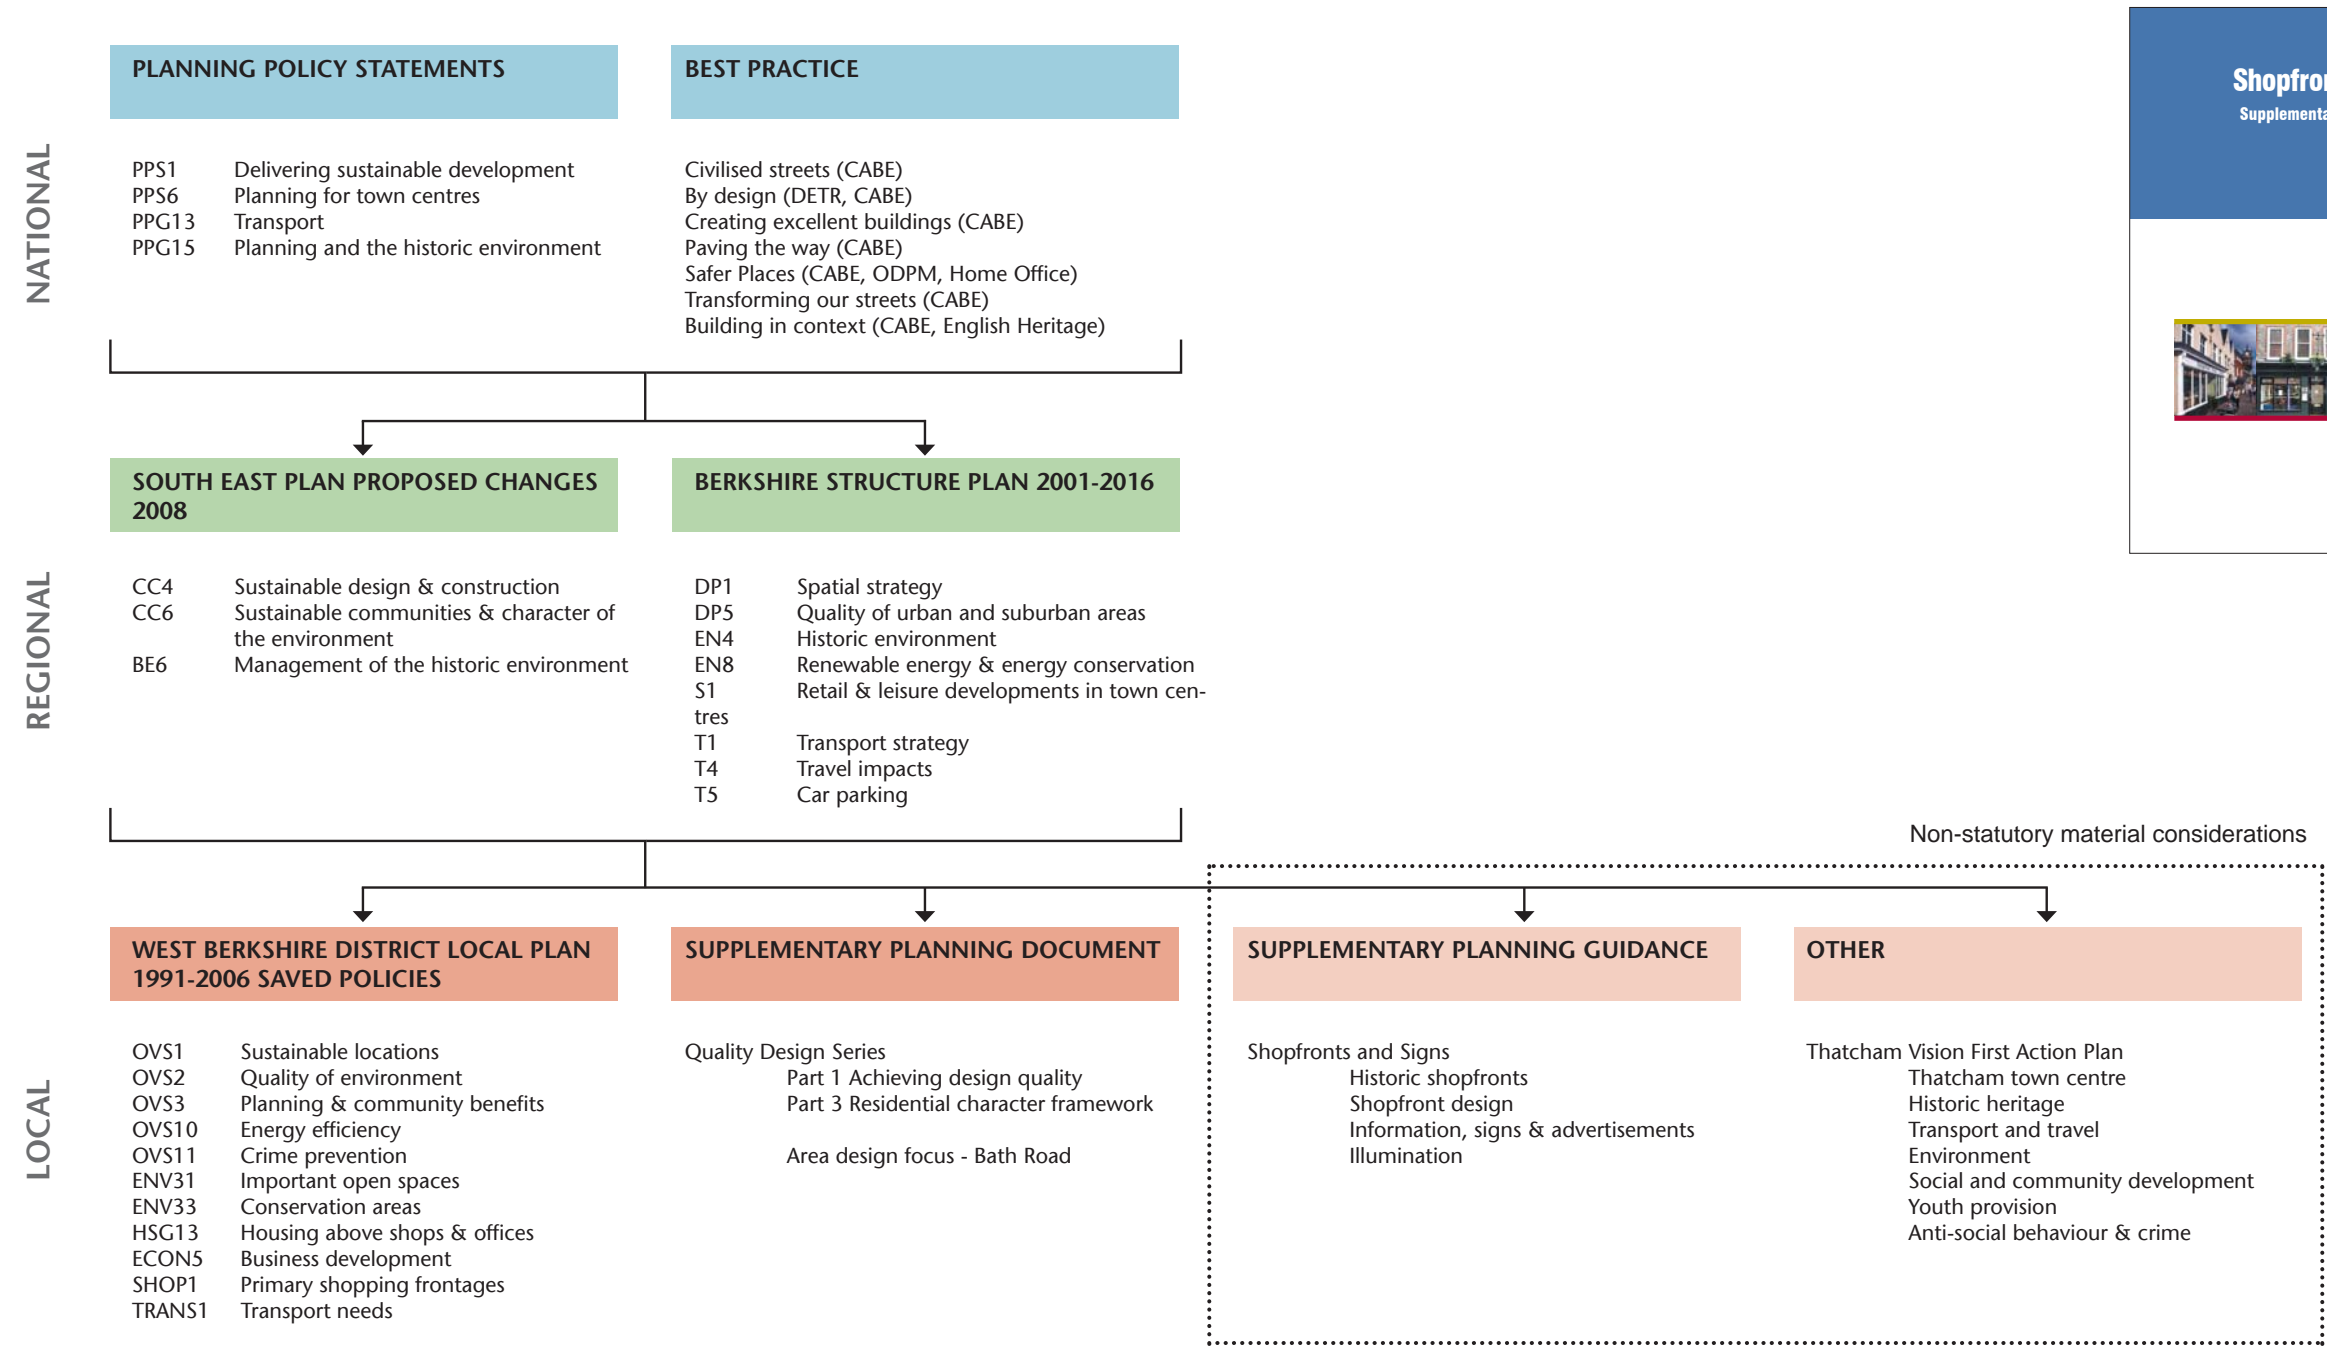 NATIONAL
PLANNING POLICY STATEMENTS
PPS1 Delivering sustainable development
PPS6 Planning for town centres
PPG13 Transport
PPG15 Planning and the historic environment
BEST PRACTICE
Civilised streets (CABE)
By design (DETR, CABE)
Creating excellent buildings (CABE)
Paving the way (CABE)
Safer Places (CABE, ODPM, Home Office)
Transforming our streets (CABE)
Building in context (CABE, English Heritage)
REGIONAL
SOUTH EAST PLAN PROPOSED CHANGES
2008
CC4 Sustainable design & construction
CC6 Sustainable communities & character of
the environment
BE6 Management of the historic environment
BERKSHIRE STRUCTURE PLAN 2001-2016
DP1 Spatial strategy
DP5 Quality of urban and suburban areas
EN4 Historic environment
EN8 Renewable energy & energy conservation
S1 Retail & leisure developments in town cen-
tres
T1 Transport strategy
T4 Travel impacts
T5 Car parking
LOCAL
WEST BERKSHIRE DISTRICT LOCAL PLAN
1991-2006 SAVED POLICIES
OVS1 Sustainable locations
OVS2 Quality of environment
OVS3 Planning & community benefits
OVS10 Energy efficiency
OVS11 Crime prevention
ENV31 Important open spaces
ENV33 Conservation areas
HSG13 Housing above shops & offices
ECON5 Business development
SHOP1 Primary shopping frontages
TRANS1 Transport needs
SUPPLEMENTARY PLANNING DOCUMENT
Quality Design Series
Part 1 Achieving design quality
Part 3 Residential character framework
Area design focus - Bath Road
Non-statutory material considerations
SUPPLEMENTARY PLANNING GUIDANCE
Shopfronts and Signs
Historic shopfronts
Shopfront design
Information, signs & advertisements
Illumination
OTHER
Thatcham Vision First Action Plan
Thatcham town centre
Historic heritage
Transport and travel
Environment
Social and community development
Youth provision
Anti-social behaviour & crime